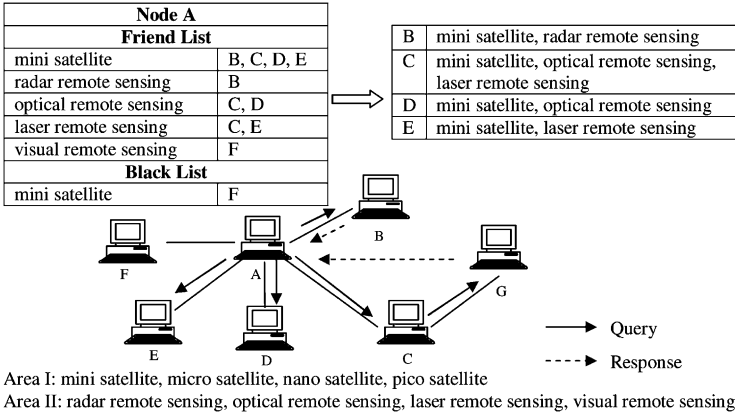 Node A
Friend List
mini satellite B, C, D, E
radar remote sensing B
optical remote sensing C, D
laser remote sensing C, E
visual remote sensing F
Black List
mini satellite F
B mini satellite, radar remote sensing
C mini satellite, optical remote sensing,
laser remote sensing
D mini satellite, optical remote sensing
E mini satellite, laser remote sensing
B
F
A
G
E
D
C
Query
Response
Area I: mini satellite, micro satellite, nano satellite, pico satellite
Area II: radar remote sensing, optical remote sensing, laser remote sensing, visual remote sensing